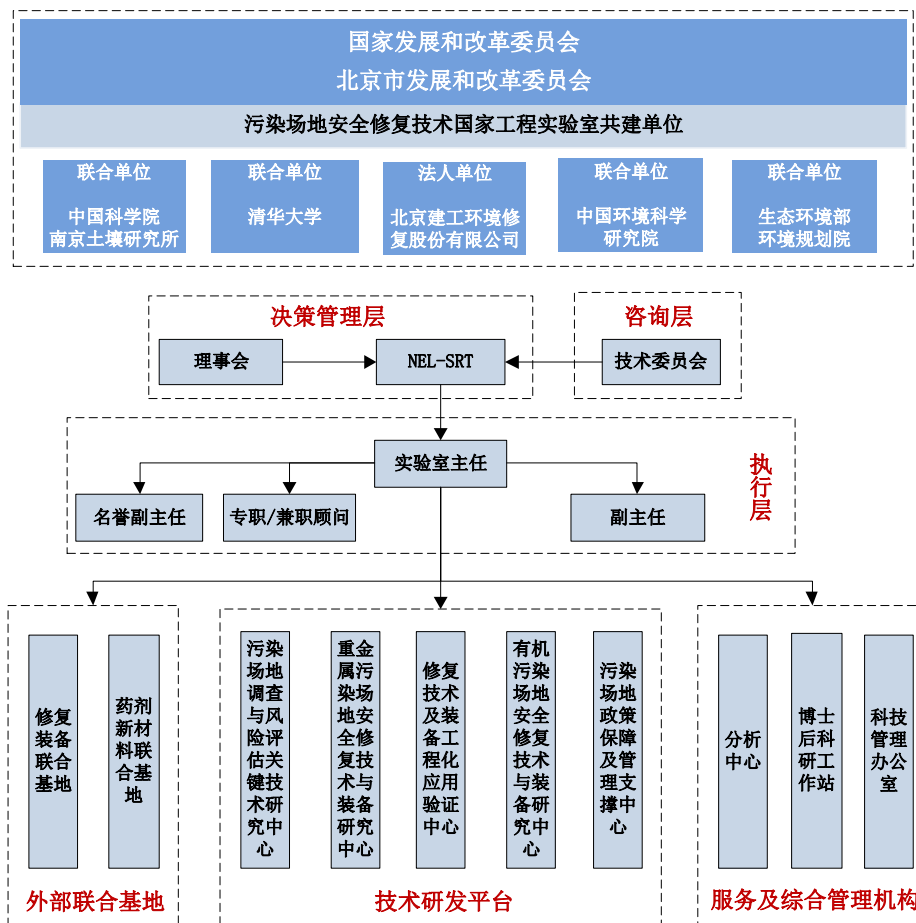 国家发展和改革委员会
北京市发展和改革委员会
污染场地安全修复技术国家工程实验室共建单位
联合单位
中国科学院
南京土壤研究所
联合单位
清华大学
法人单位
北京建工环境修
复股份有限公司
联合单位
中国环境科学
研究院
联合单位
生态环境部
环境规划院
决策管理层
咨询层
理事会
NEL-SRT
技术委员会
实验室主任
执
行
层
名誉副主任
专职/兼职顾问
副主任
修复
装备
联合
基地
药剂
新材
料联
合基
地
外部联合基地
污染
场地
调查
与风
险评
估关
键技
术研
究中
心
重金
属污
染场
地安
全修
复技
术与
装备
研究
中心
修复
技术
及装
备工
程化
应用
验证
中心
有机
污染
场地
安全
修复
技术
与装
备研
究中
心
污染
场地
政策
保障
及管
理支
撑中
心
技术研发平台
分析
中心
博士
后科
研工
作站
科技
管理
办公
室
服务及综合管理机构